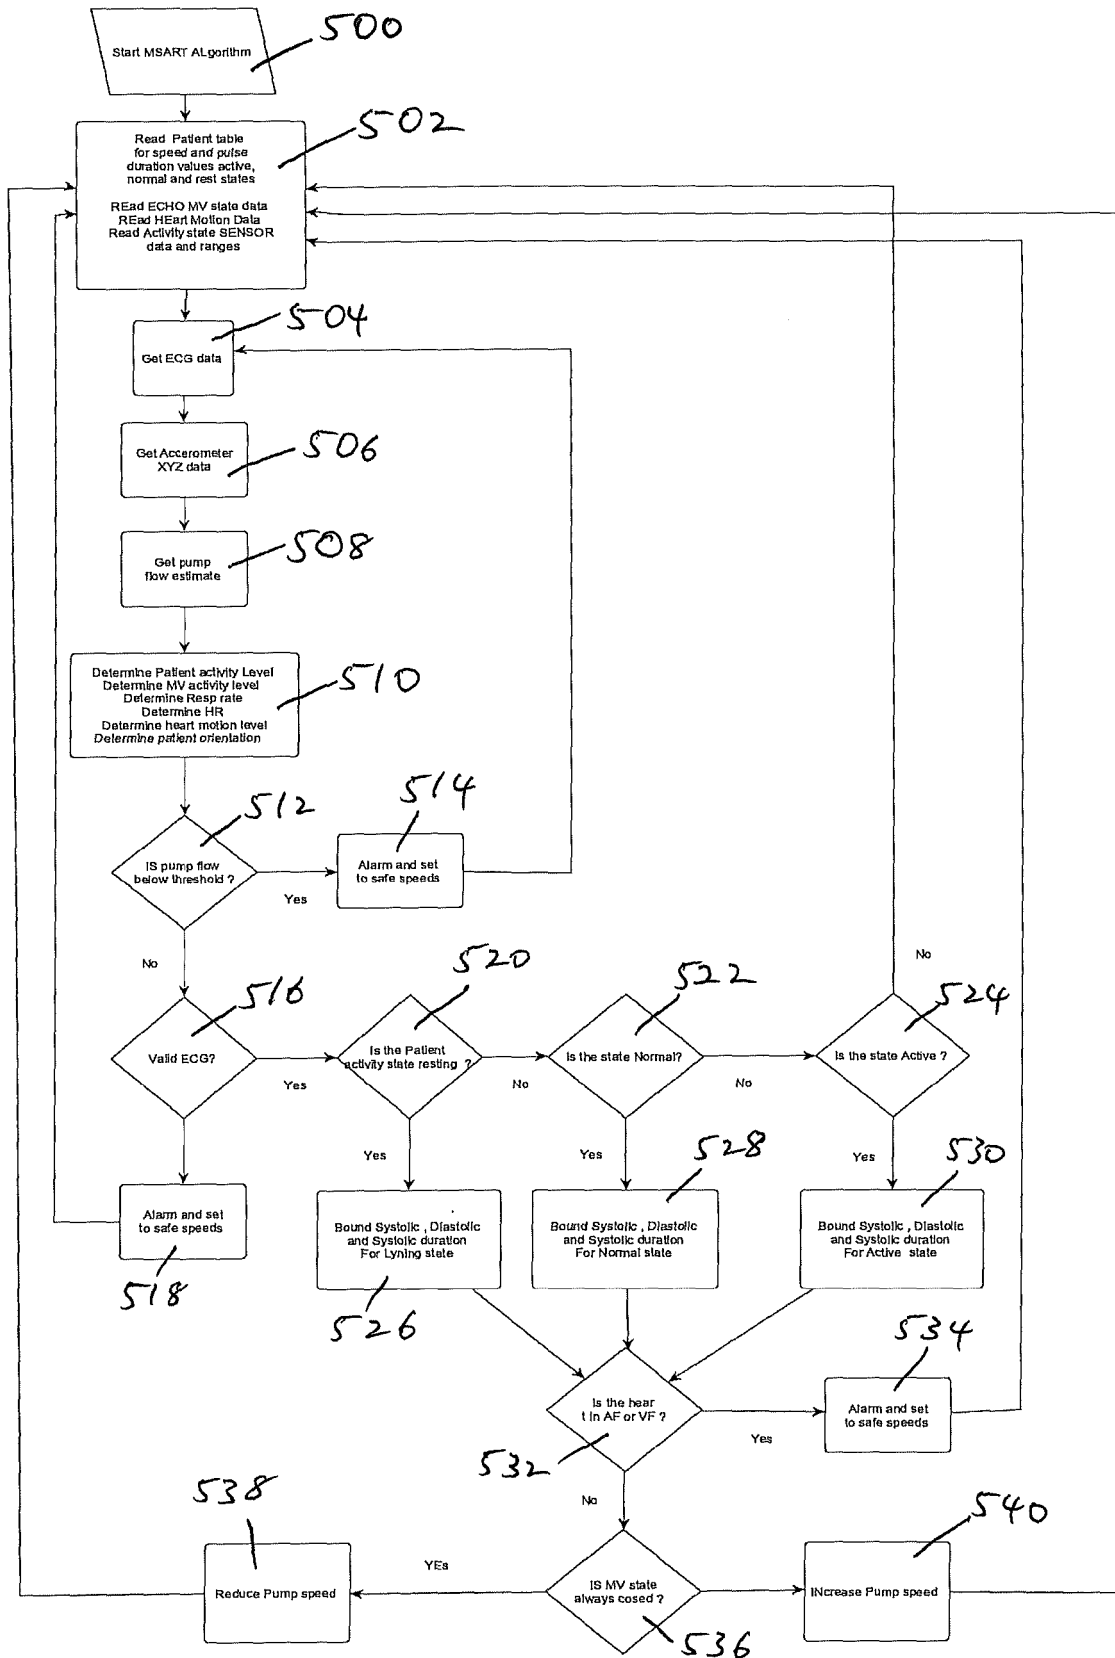 Start MSART ALgorithm
500
502
Read Patient table
for speed and pulse
duration values active,
normal and rest states
REad ECHO MV state data
REad HEart Motion Data
Read Activity state SENSOR
data and ranges
504
Get ECG data
506
Get Accerometer
XYZ data
508
Get pump
flow estimate
510
Determine Patient activity Level
Determine MV activity level
Determine Resp rate
Determine HR
Determine heart motion level
Determine patient orientation
512
IS pump flow
below threshold ?
Yes
514
Alarm and set
to safe speeds
No
516
Valid ECG?
Yes
520
Is the Patient
activity state resting ?
No
522
Is the state Normal?
No
524
Is the state Active ?
No
518
Alarm and set
to safe speeds
Yes
Yes
Yes
526
Bound Systolic , Diastolic
and Systolic duration
For Lyning state
528
Bound Systolic , Diastolic
and Systolic duration
For Normal state
530
Bound Systolic , Diastolic
and Systolic duration
For Active state
532
Is the hear
t in AF or VF ?
Yes
534
Alarm and set
to safe speeds
No
536
IS MV state
always cosed ?
YEs
538
Reduce Pump speed
540
INcrease Pump speed